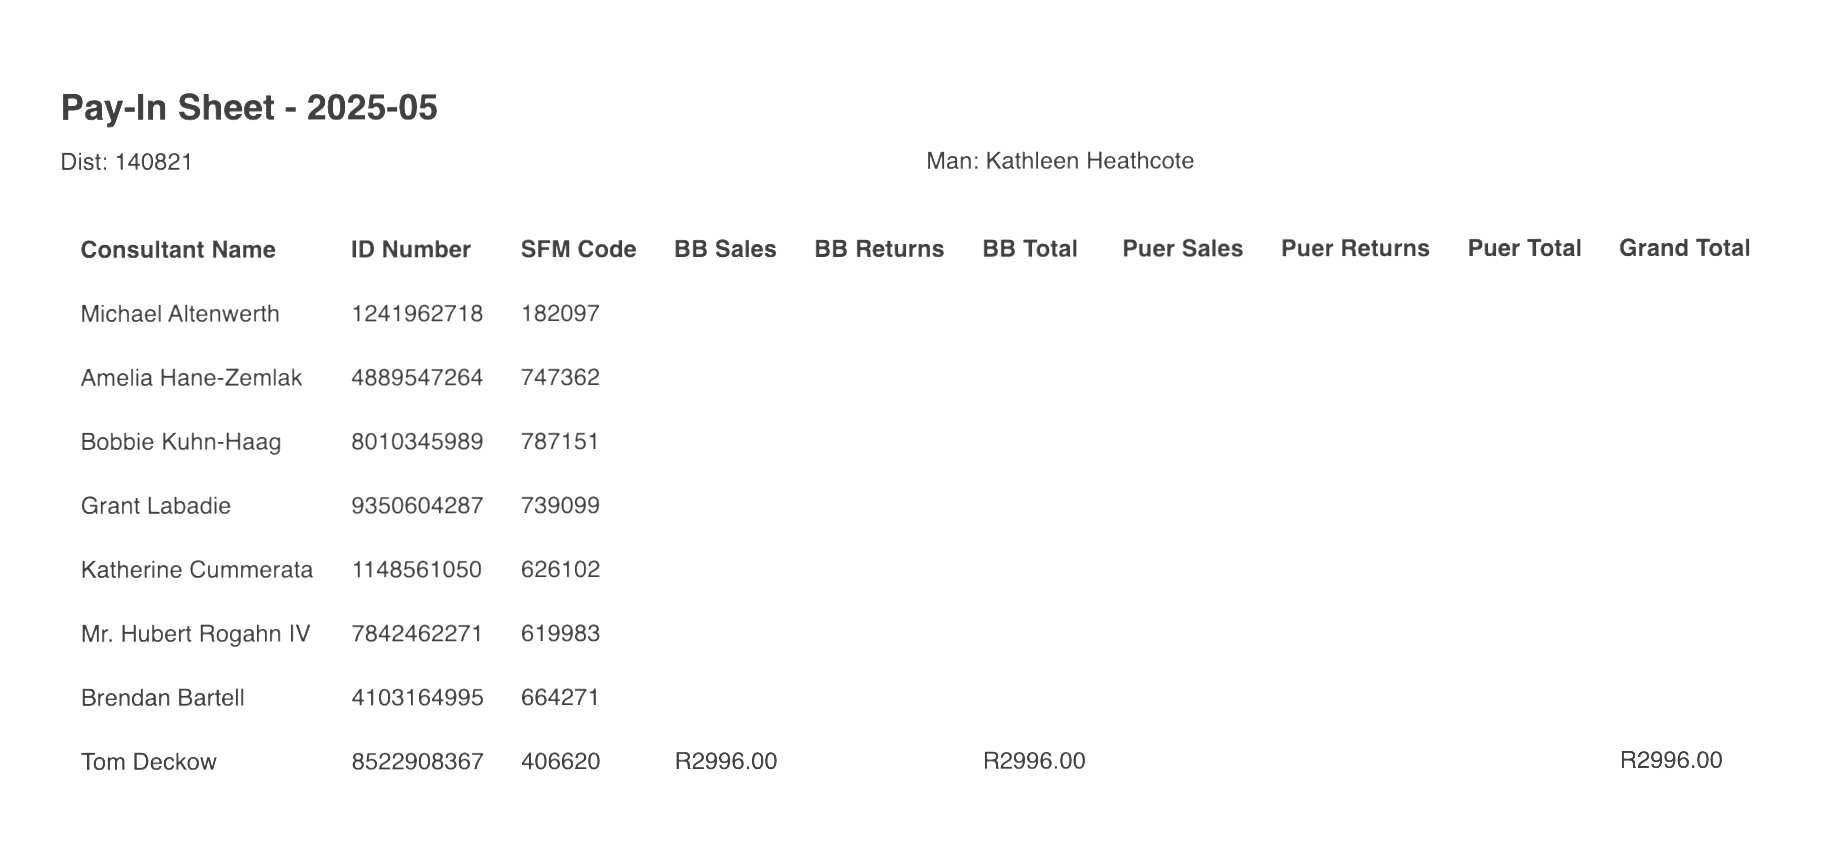 Pay-In Sheet - 2025-05
Dist: 140821 Man: Kathleen Heathcote
Consultant Name ID Number SFM Code BB Sales BB Returns BB Total Puer Sales Puer Returns Puer Total Grand Total
Michael Altenwerth 1241962718 182097
Amelia Hane-Zemlak 4889547264 747362
Bobbie Kuhn-Haag 8010345989 787151
Grant Labadie 9350604287 739099
Katherine Cummerata 1148561050 626102
Mr. Hubert Rogahn IV 7842462271 619983
Brendan Bartell 4103164995 664271
Tom Deckow 8522908367 406620 R2996.00 R2996.00 R2996.00